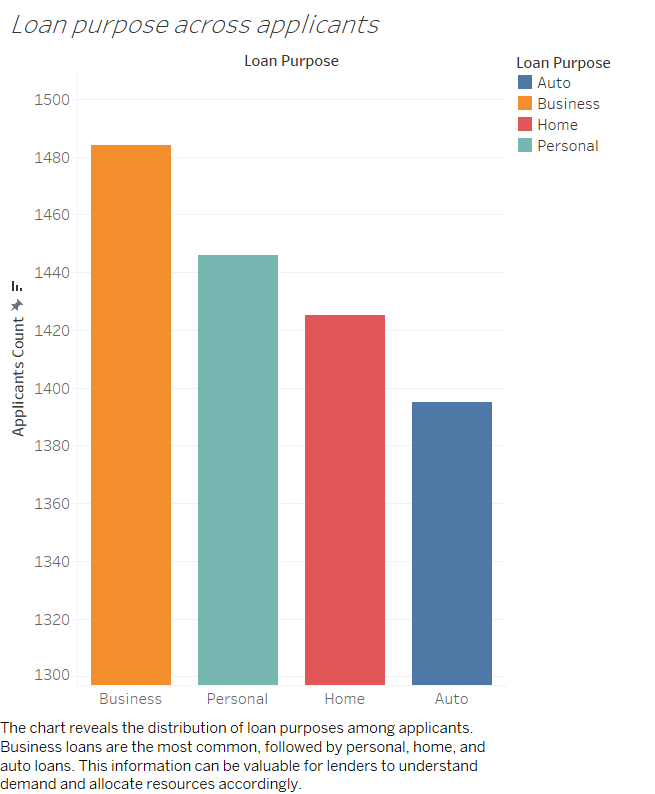 Loan purpose across applicants
Loan Purpose
Loan Purpose
Auto
Business
Home
Personal
Applicants Count
1500
1480
1460
1440
1420
1400
1380
1360
1340
1320
1300
Business Personal Home Auto
The chart reveals the distribution of loan purposes among applicants.
Business loans are the most common, followed by personal, home, and
auto loans. This information can be valuable for lenders to understand
demand and allocate resources accordingly.